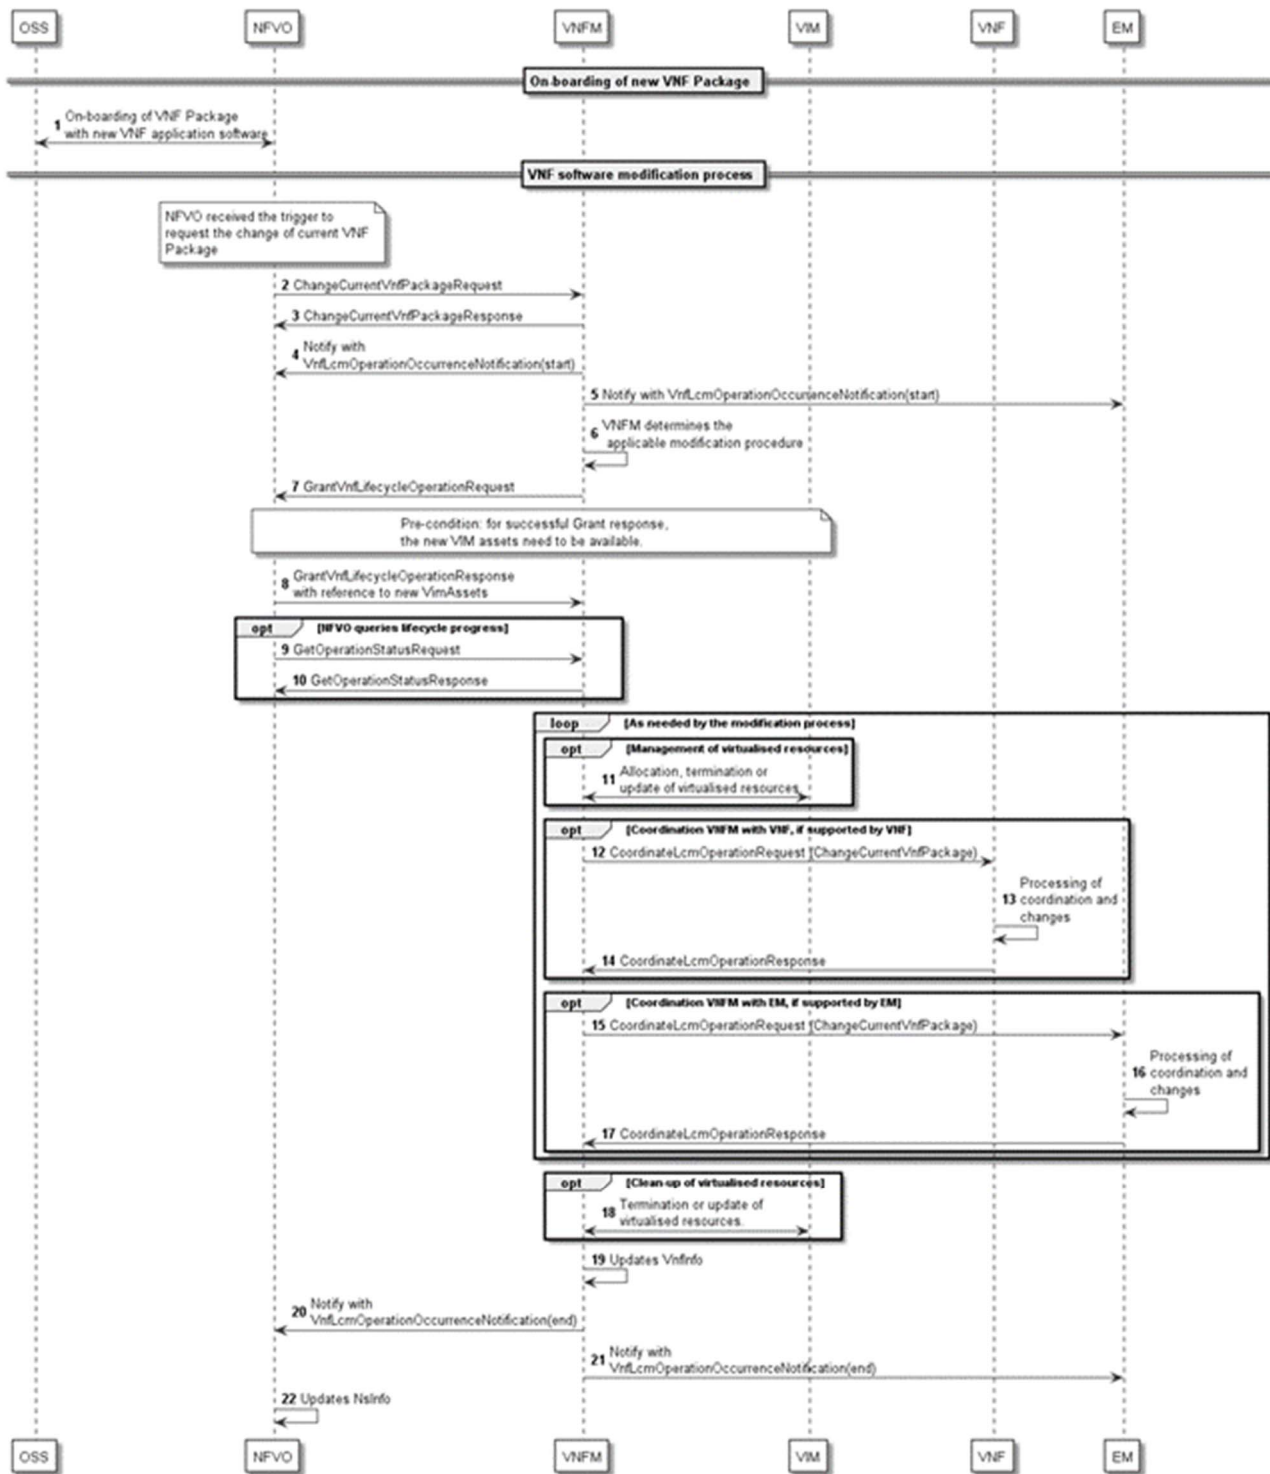 OSS NFVO VNFM VIM VNF EM
On-boarding of new VNF Package
1 On-boarding of VNF Package
with new VNF application software
VNF software modification process
NFVO received the trigger to
request the change of current VNF
Package
2 ChangeCurrentVnfPackageRequest
3 ChangeCurrentVnfPackageResponse
4 Notify with
VnfLcmOperationOccurrenceNotification(start)
5 Notify with VnfLcmOperationOccurrenceNotification(start)
6 VNFM determines the
applicable modification procedure
7 GrantVnfLifecycleOperationRequest
Pre-condition: for successful Grant response,
the new VIM assets need to be available.
8 GrantVnfLifecycleOperationResponse
with reference to new VimAssets
opt [NFVO queries lifecycle progress]
9 GetOperationStatusRequest
10 GetOperationStatusResponse
loop [As needed by the modification process]
opt [Management of virtualised resources]
11 Allocation, termination or
update of virtualised resources
opt [Coordination VNFM with VNF, if supported by VNF]
12 CoordinateLcmOperationRequest (ChangeCurrentVnfPackage)
Processing of
13 coordination and
changes
14 CoordinateLcmOperationResponse
opt [Coordination VNFM with EM, if supported by EM]
15 CoordinateLcmOperationRequest (ChangeCurrentVnfPackage)
Processing of
16 coordination and
changes
17 CoordinateLcmOperationResponse
opt [Clean-up of virtualised resources]
18 Termination or update of
virtualised resources.
19 Updates VnfInfo
20 Notify with
VnfLcmOperationOccurrenceNotification(end)
21 Notify with
VnfLcmOperationOccurrenceNotification(end)
22 Updates NsInfo
OSS NFVO VNFM VIM VNF EM